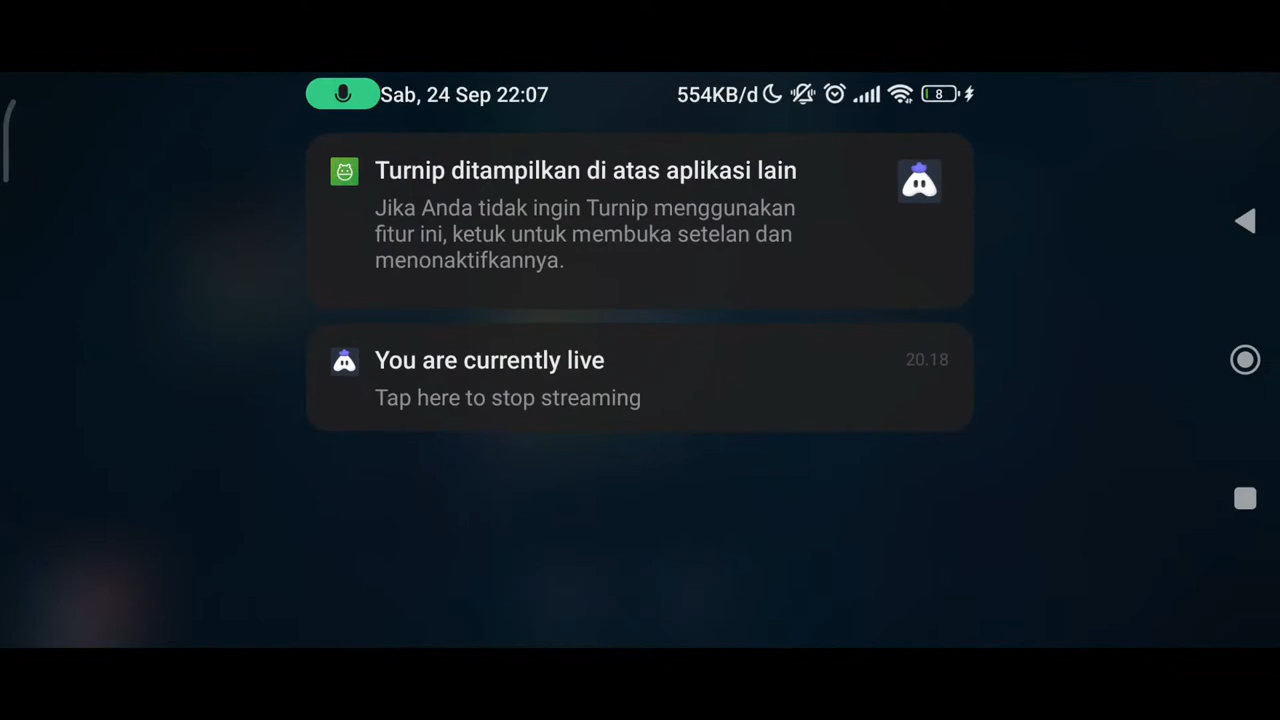 Sab, 24 Sep 22:07 554KB/d 8
Turnip ditampilkan di atas aplikasi lain
Jika Anda tidak ingin Turnip menggunakan
fitur ini, ketuk untuk membuka setelan dan
menonaktifkannya.
You are currently live 20.18
Tap here to stop streaming